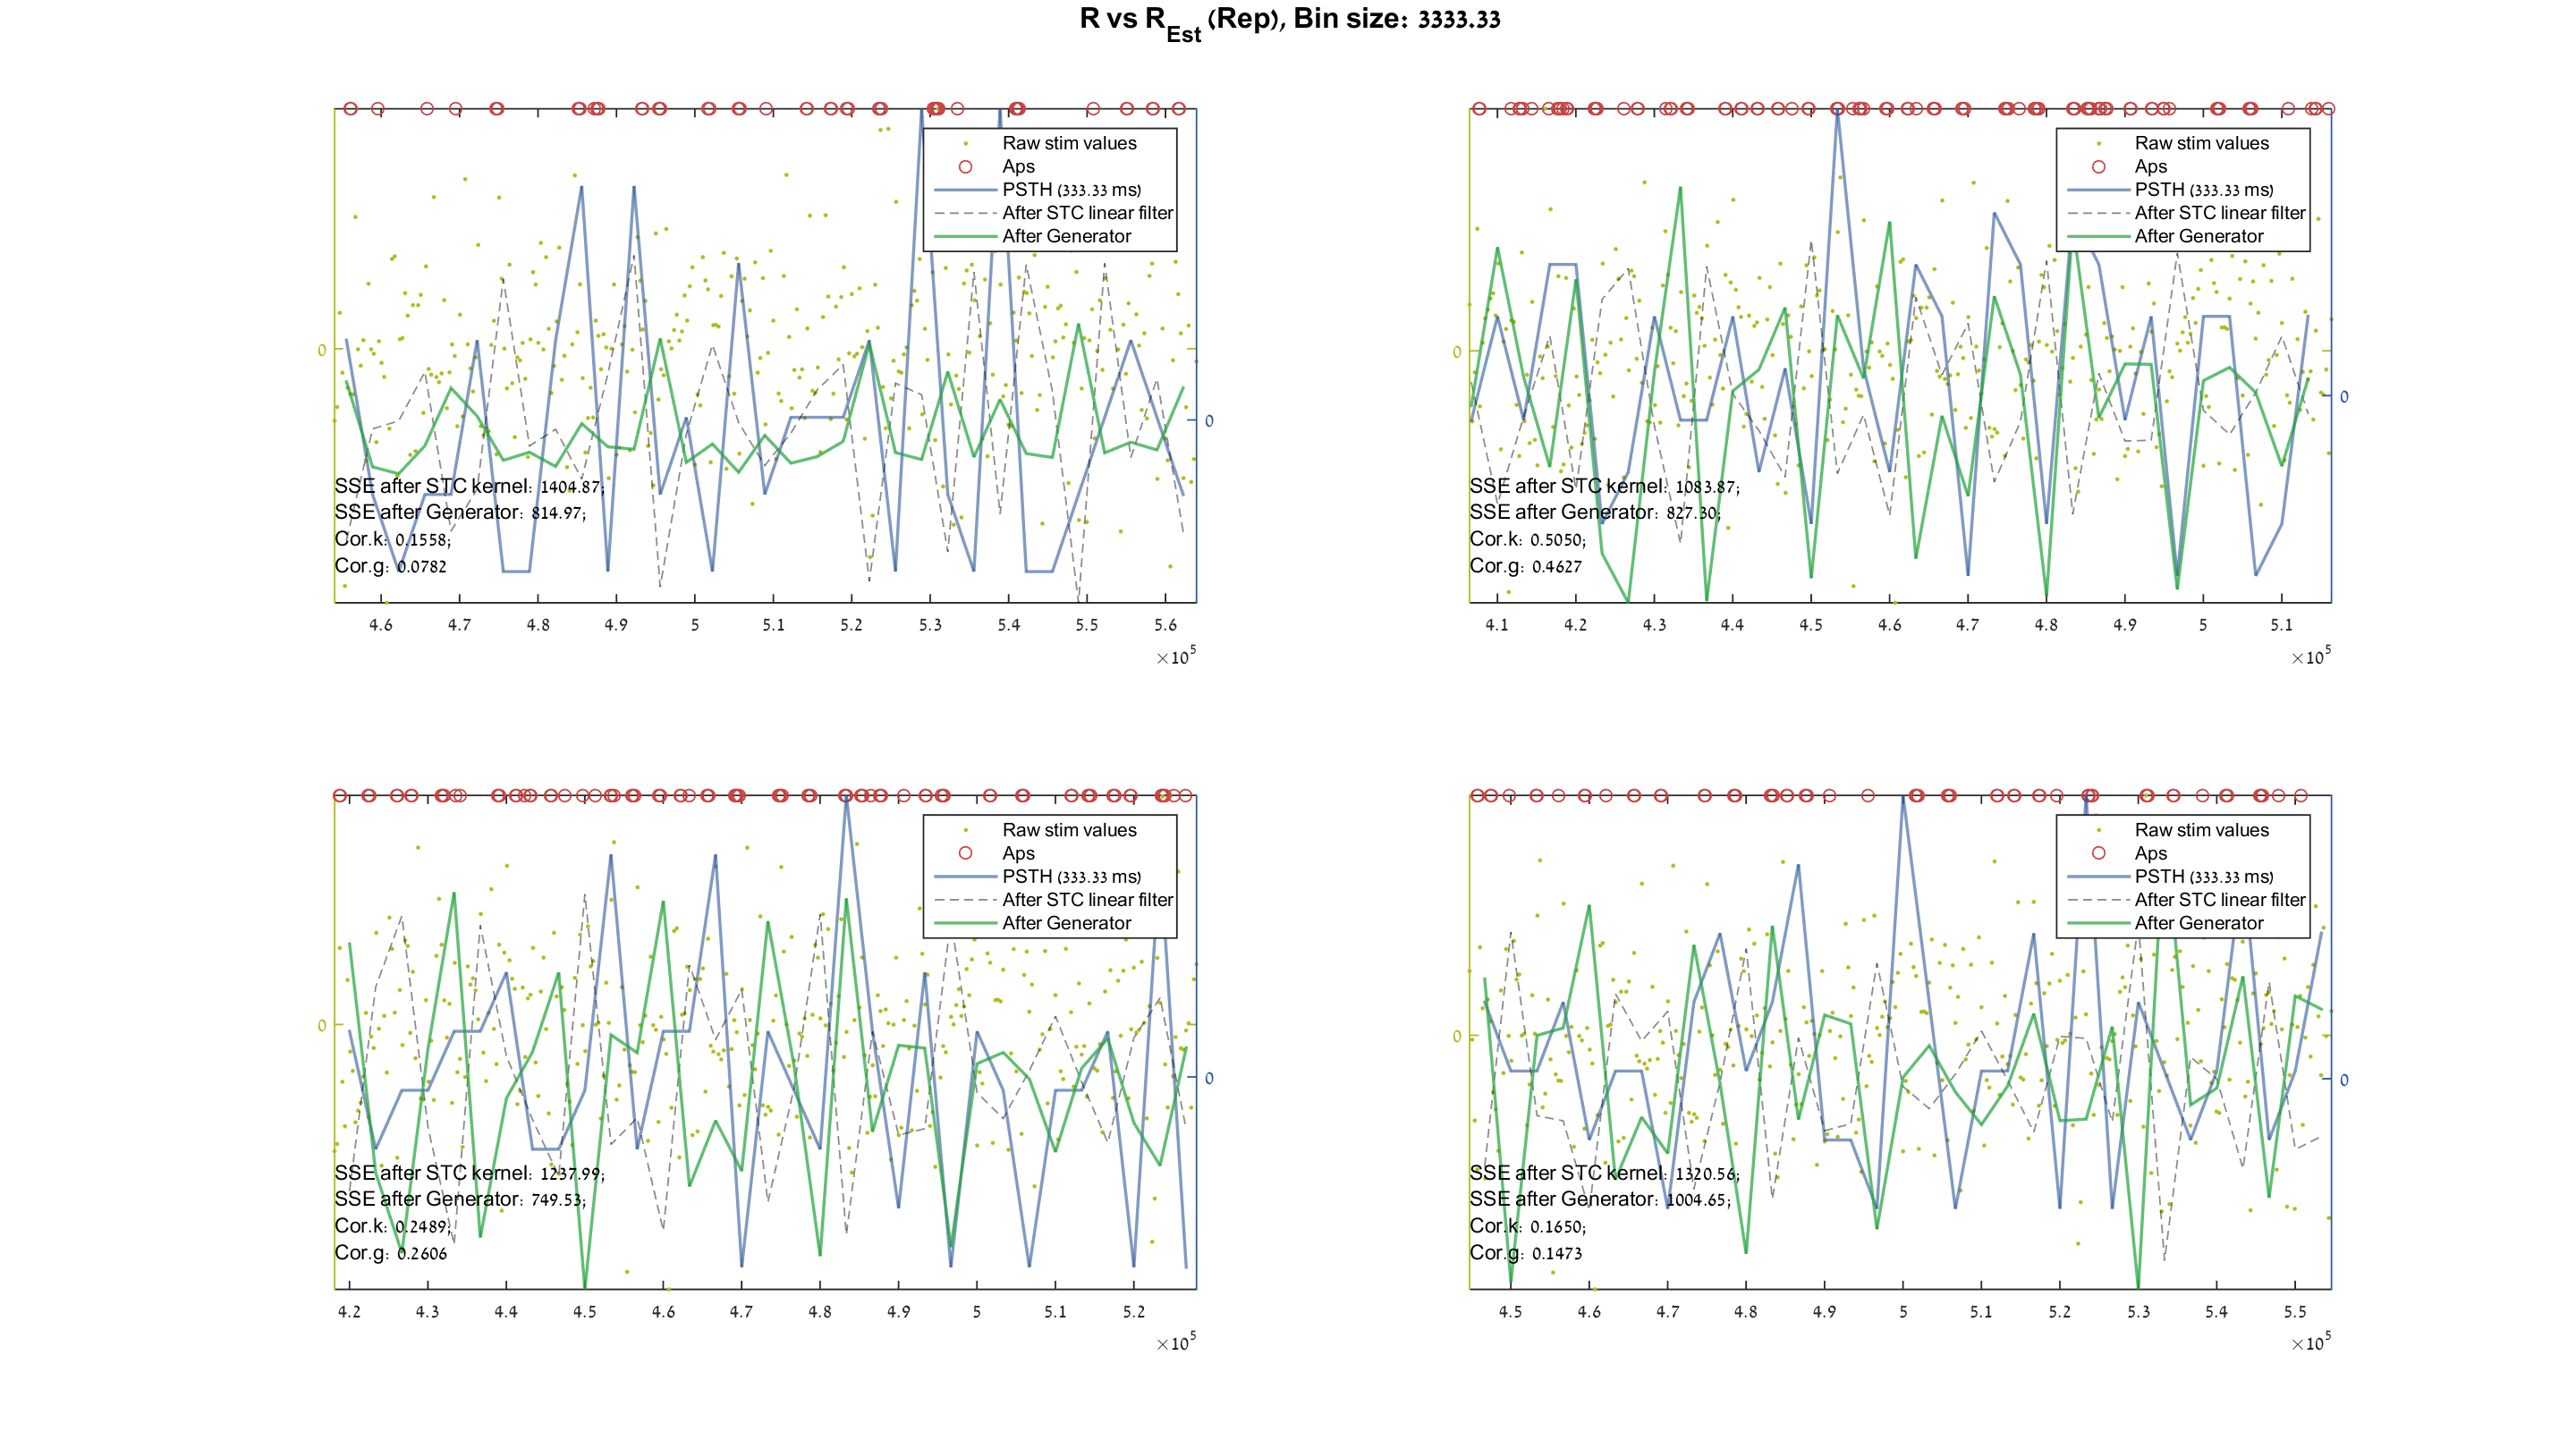 R vs R_Est (Rep), Bin size: 3333.33
Raw stim values
Aps
PSTH (333.33 ms)
After STC linear filter
After Generator
0
0
SSE after STC kernel: 1404.87;
SSE after Generator: 814.97;
Cor.k: 0.1558;
Cor.g: 0.0782
4.6 4.7 4.8 4.9 5 5.1 5.2 5.3 5.4 5.5 5.6
×10^5
Raw stim values
Aps
PSTH (333.33 ms)
After STC linear filter
After Generator
0
0
SSE after STC kernel: 1083.87;
SSE after Generator: 827.30;
Cor.k: 0.5050;
Cor.g: 0.4627
4.1 4.2 4.3 4.4 4.5 4.6 4.7 4.8 4.9 5 5.1
×10^5
Raw stim values
Aps
PSTH (333.33 ms)
After STC linear filter
After Generator
0
0
SSE after STC kernel: 1237.99;
SSE after Generator: 749.53;
Cor.k: 0.2489;
Cor.g: 0.2606
4.2 4.3 4.4 4.5 4.6 4.7 4.8 4.9 5 5.1 5.2
×10^5
Raw stim values
Aps
PSTH (333.33 ms)
After STC linear filter
After Generator
0
0
SSE after STC kernel: 1320.56;
SSE after Generator: 1004.65;
Cor.k: 0.1650;
Cor.g: 0.1473
4.5 4.6 4.7 4.8 4.9 5 5.1 5.2 5.3 5.4 5.5
×10^5